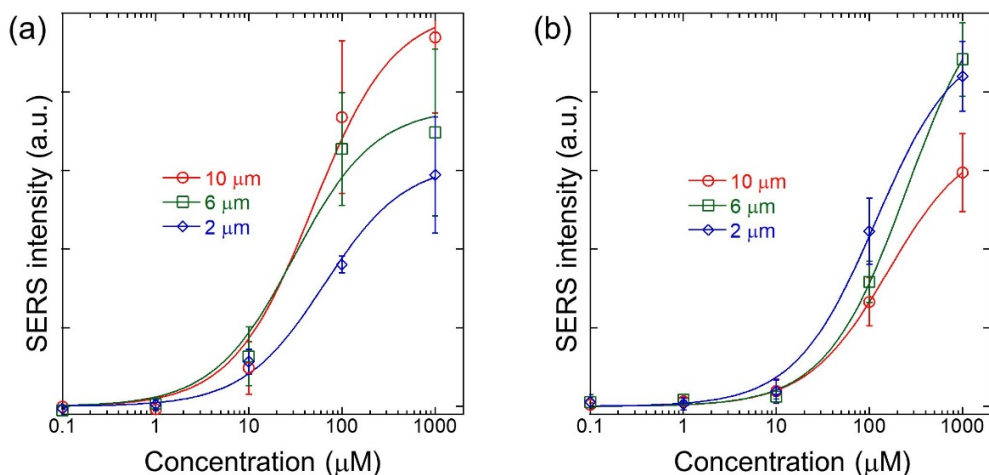 (a)
SERS intensity (a.u.)
10 μm
6 μm
2 μm
0.1 1 10 100 1000
Concentration (μM)
(b)
SERS intensity (a.u.)
10 μm
6 μm
2 μm
0.1 1 10 100 1000
Concentration (μM)